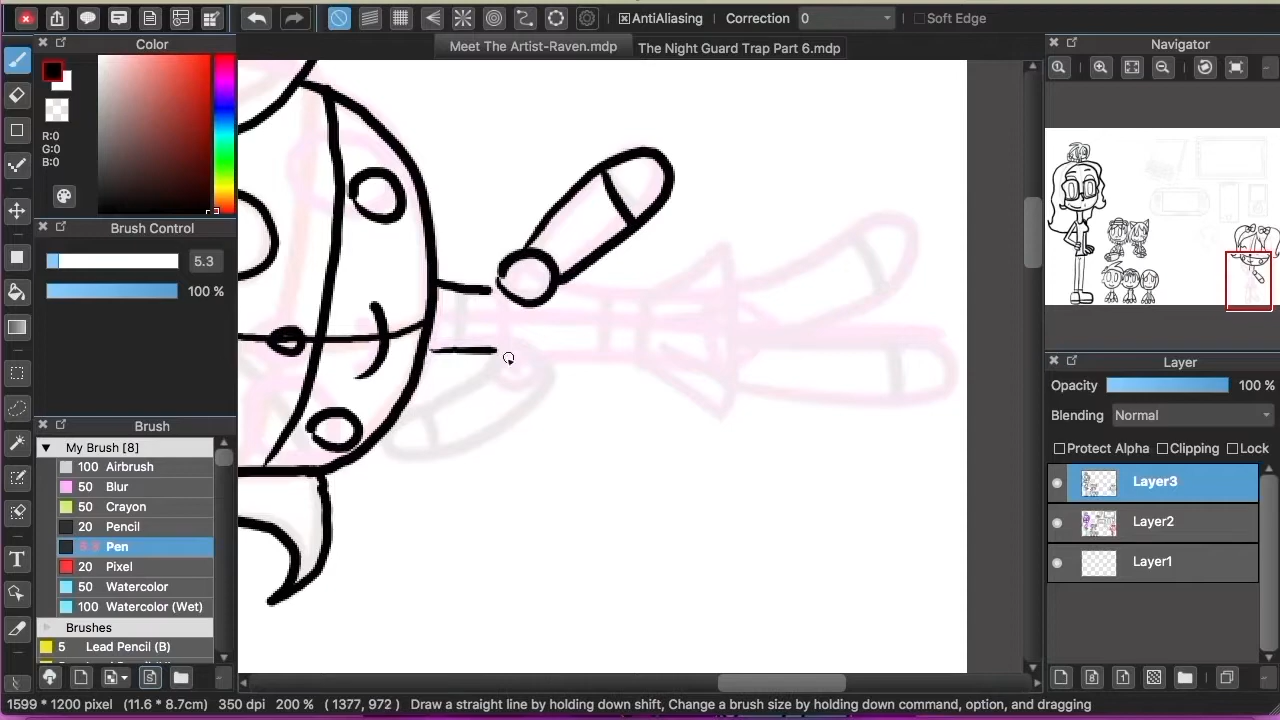 AntiAliasing Correction 0 Soft Edge
Color
Meet The Artist-Raven.mdp
The Night Guard Trap Part 6.mdp
Navigator
R:0
G:0
B:0
Brush Control
5.3
100 %
Layer
Opacity 100 %
Blending Normal
Protect Alpha Clipping Lock
Layer3
Layer2
Layer1
Brush
My Brush [8]
100 Airbrush
50 Blur
50 Crayon
20 Pencil
Pen
20 Pixel
50 Watercolor
100 Watercolor (Wet)
Brushes
5 Lead Pencil (B)
1599 * 1200 pixel (11.6 * 8.7cm) 350 dpi 200 % (1377, 972) Draw a straight line by holding down shift, Change a brush size by holding down command, option, and dragging